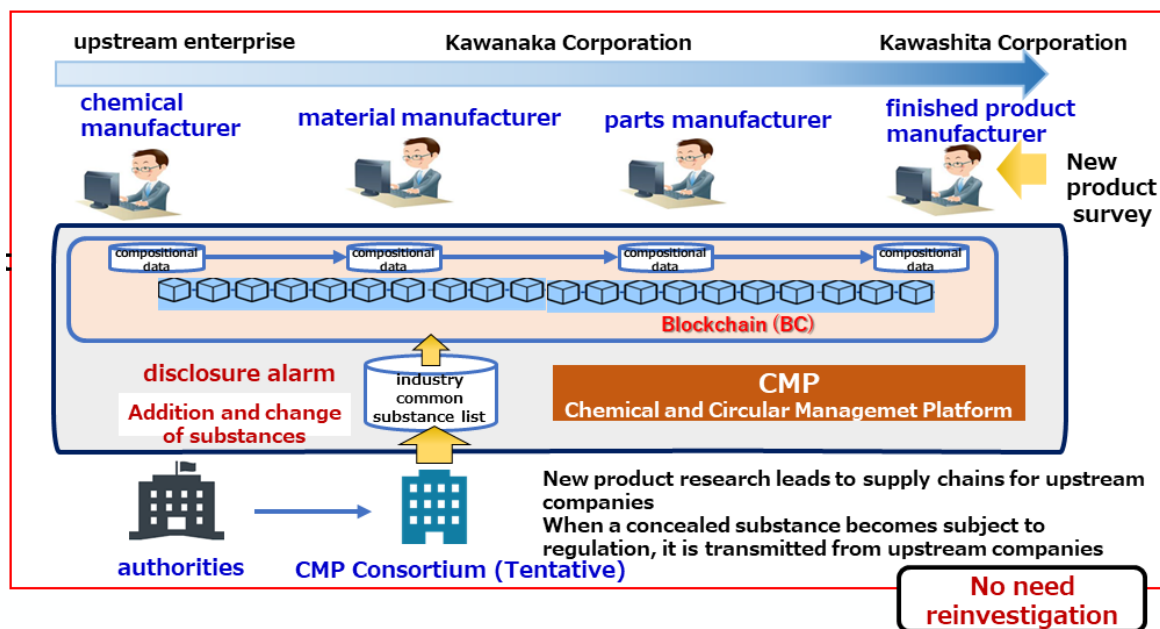 upstream enterprise
Kawanaka Corporation
Kawashita Corporation
chemical
manufacturer
material manufacturer
parts manufacturer
finished product
manufacturer
New
product
survey
compositional
data
compositional
data
compositional
data
compositional
data
Blockchain (BC)
disclosure alarm
Addition and change
of substances
industry
common
substance list
CMP
Chemical and Circular Managemet Platform
authorities
CMP Consortium (Tentative)
New product research leads to supply chains for upstream
companies
When a concealed substance becomes subject to
regulation, it is transmitted from upstream companies
No need
reinvestigation